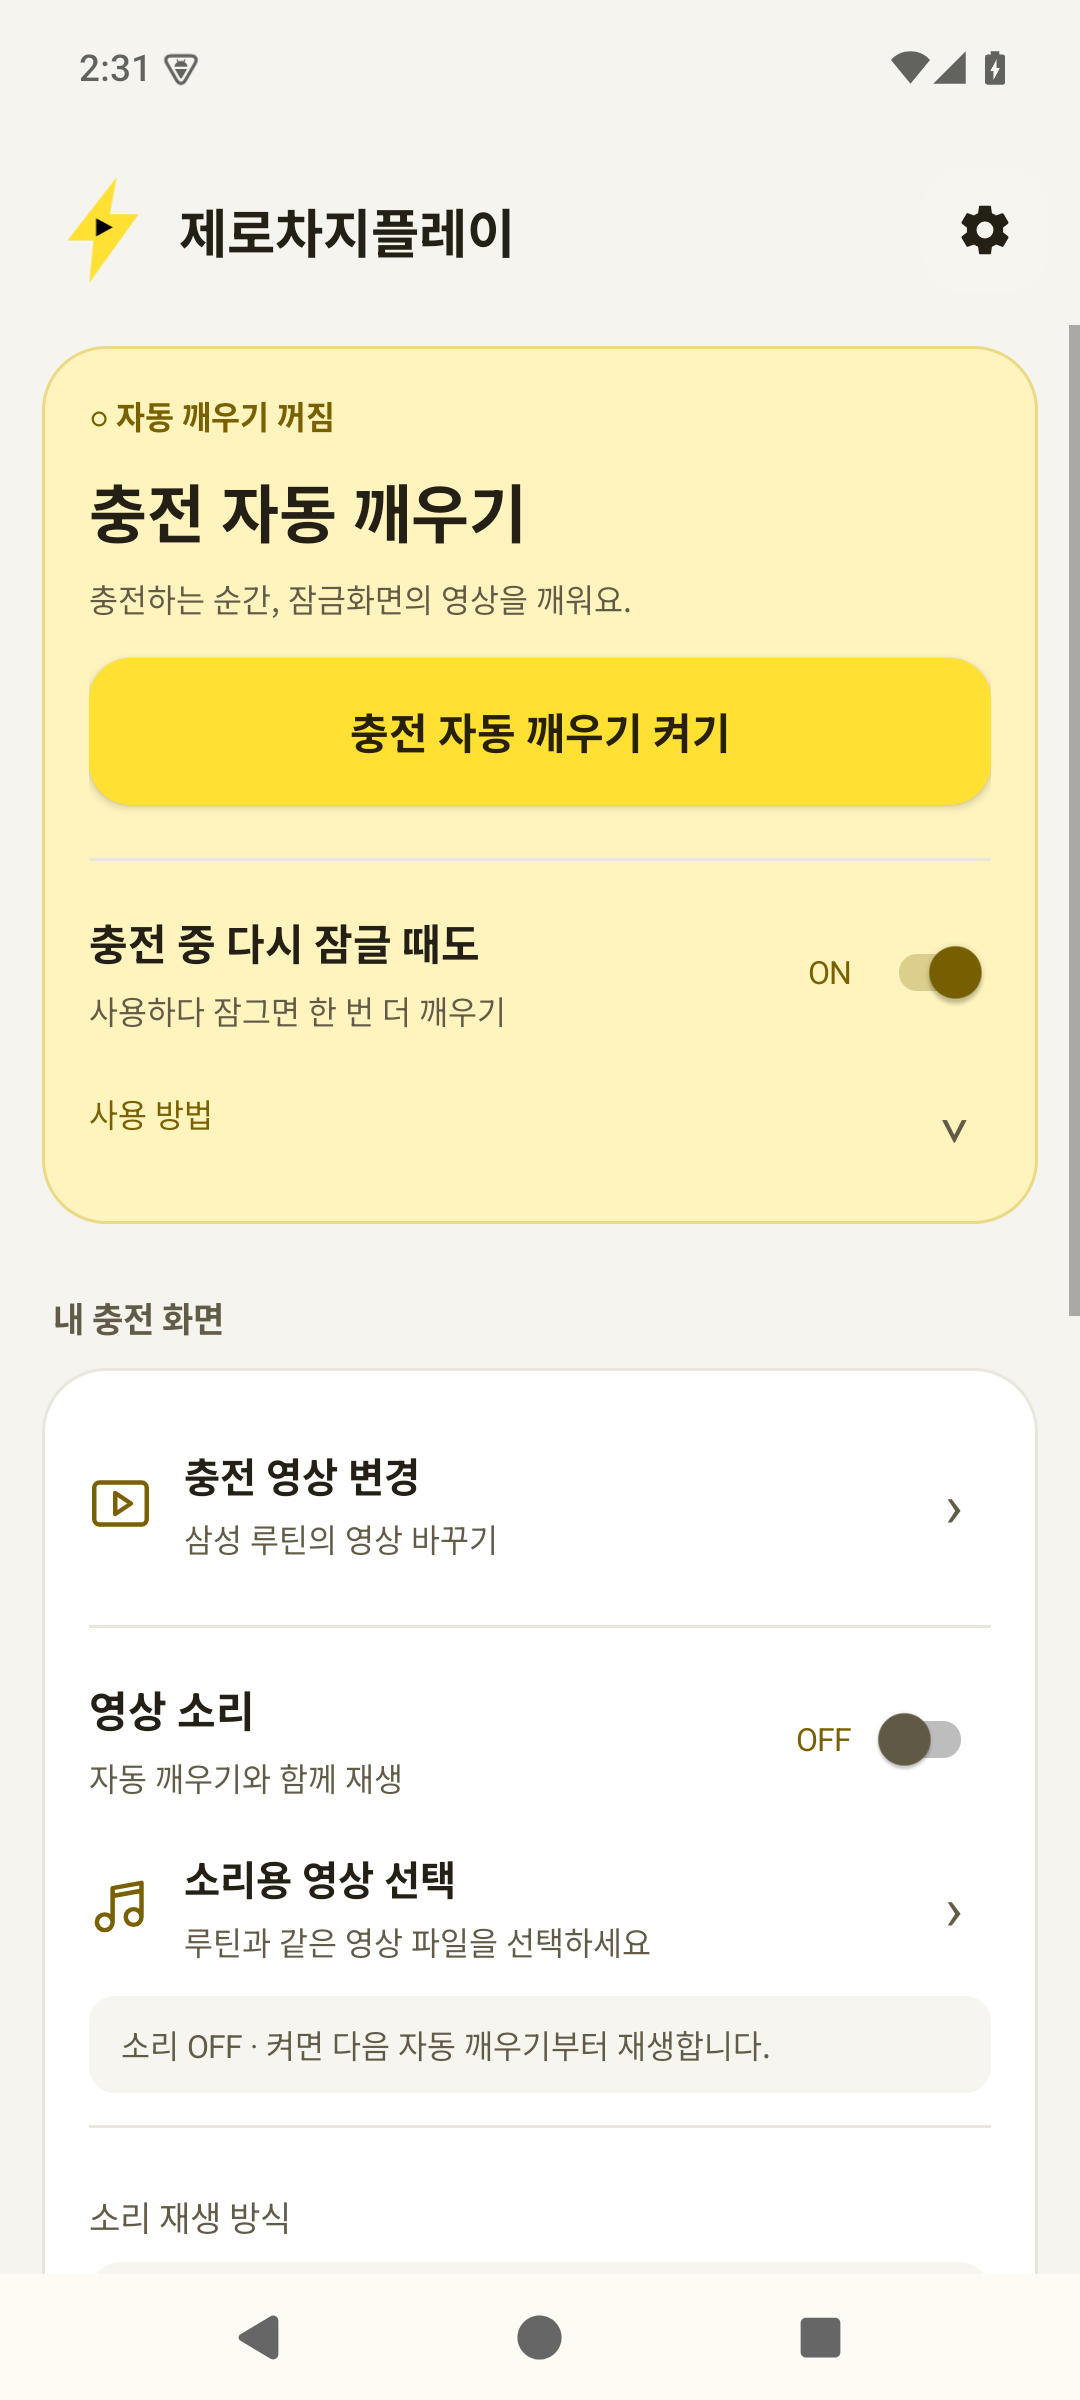 2:31
제로차지플레이
○ 자동 깨우기 꺼짐
충전 자동 깨우기
충전하는 순간, 잠금화면의 영상을 깨워요.
충전 자동 깨우기 켜기
충전 중 다시 잠글 때도
ON
사용하다 잠그면 한 번 더 깨우기
사용 방법
내 충전 화면
충전 영상 변경
삼성 루틴의 영상 바꾸기
영상 소리
OFF
자동 깨우기와 함께 재생
소리용 영상 선택
루틴과 같은 영상 파일을 선택하세요
소리 OFF · 켜면 다음 자동 깨우기부터 재생합니다.
소리 재생 방식